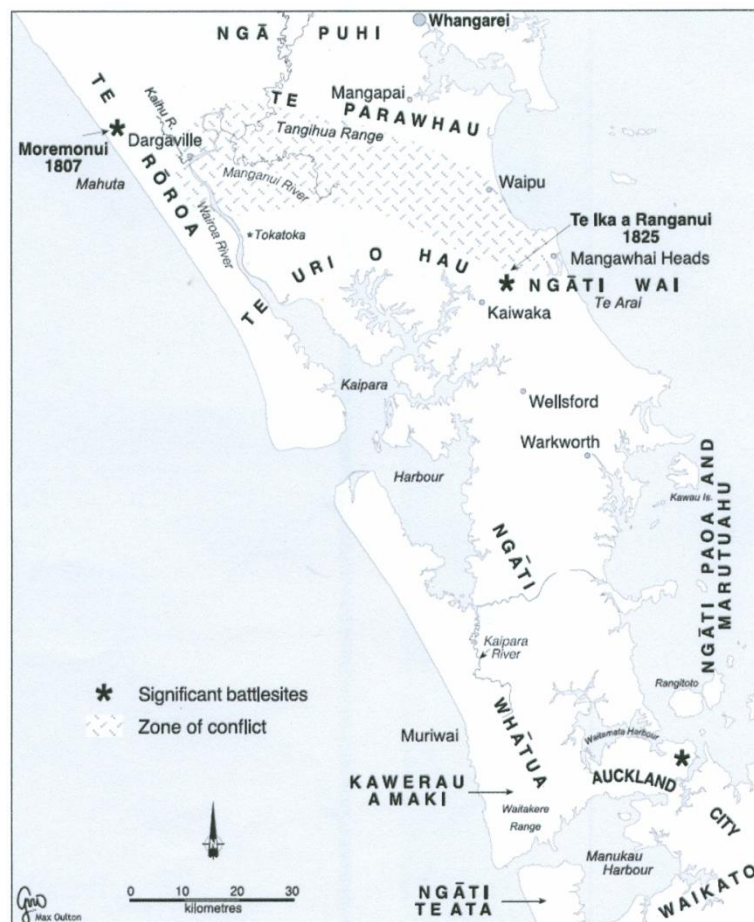 NGĀ PUHI
Whangarei
Mangapai
TE PARAWHAU
Kaihu R.
Tangihua Range
Moremonui
1807
Dargaville
Mahuta
TE RŌROA
Manganui River
Wairoa River
Waipu
Tokatoka
Te Ika a Ranganui
1825
Mangawhai Heads
TE URI O HAU
NGĀTI WAI
Te Arai
Kaiwaka
Kaipara
Wellsford
Warkworth
Harbour
Kawau Is.
NGĀTI PAOA AND
MARUTUAHU
NGĀTI WHĀTUA
Kaipara
River
Rangitoto
Significant battlesites
Zone of conflict
Muriwai
Waitemata Harbour
KAWERAU
A MAKI
AUCKLAND CITY
Waitakere
Range
Manukau
Harbour
WAIKATO
NGĀTI
TE ATA
N
0 10 20 30
kilometres
Max Oulton